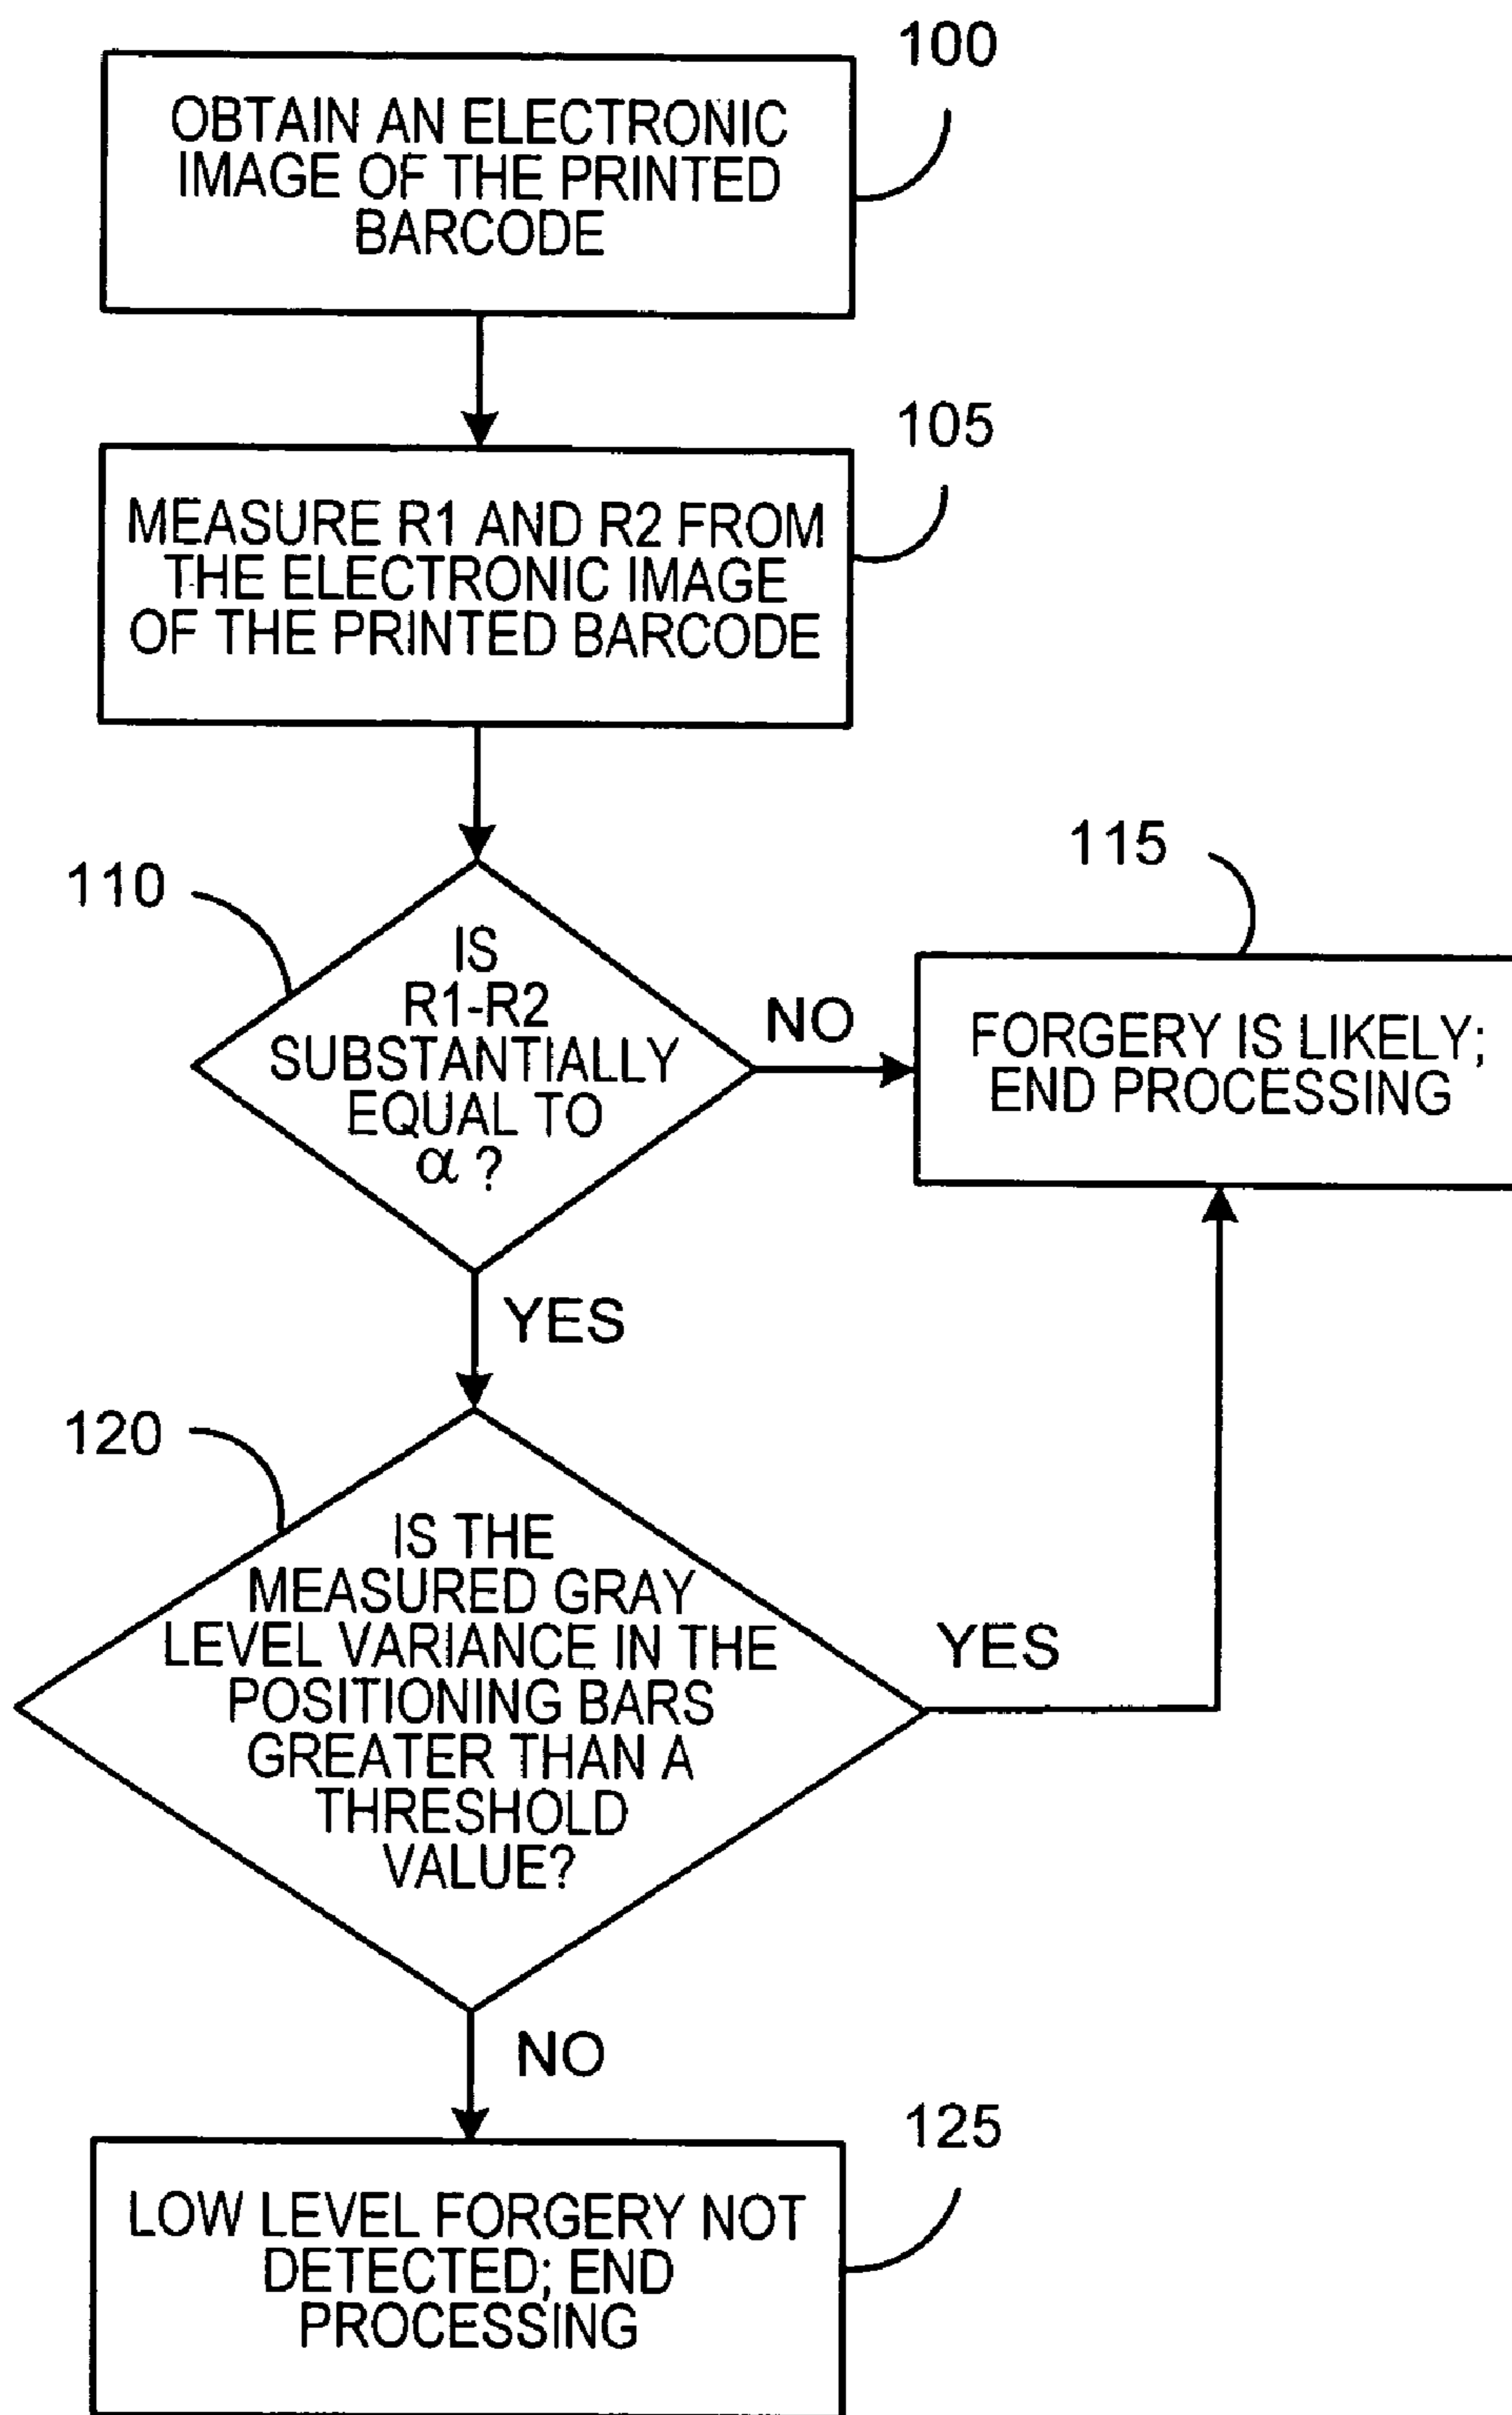 100
OBTAIN AN ELECTRONIC
IMAGE OF THE PRINTED
BARCODE
105
MEASURE R1 AND R2 FROM
THE ELECTRONIC IMAGE
OF THE PRINTED BARCODE
110
IS
R1-R2
SUBSTANTIALLY
EQUAL TO
α ?
NO
115
FORGERY IS LIKELY;
END PROCESSING
YES
120
IS THE
MEASURED GRAY
LEVEL VARIANCE IN THE
POSITIONING BARS
GREATER THAN A
THRESHOLD
VALUE?
YES
NO
125
LOW LEVEL FORGERY NOT
DETECTED; END
PROCESSING